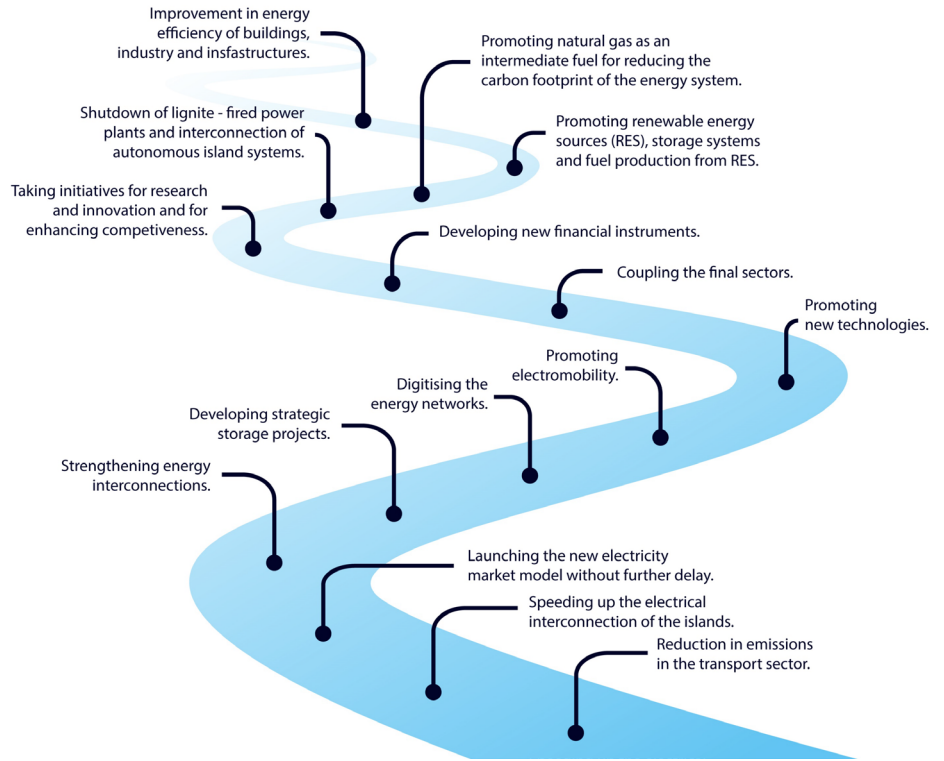 Improvement in energy
efficiency of buildings,
industry and insfastructures.
Promoting natural gas as an
intermediate fuel for reducing the
carbon footprint of the energy system.
Shutdown of lignite - fired power
plants and interconnection of
autonomous island systems.
Promoting renewable energy
sources (RES), storage systems
and fuel production from RES.
Taking initiatives for research
and innovation and for
enhancing competiveness.
Developing new financial instruments.
Coupling the final sectors.
Promoting
new technologies.
Promoting
electromobility.
Digitising the
energy networks.
Developing strategic
storage projects.
Strengthening energy
interconnections.
Launching the new electricity
market model without further delay.
Speeding up the electrical
interconnection of the islands.
Reduction in emissions
in the transport sector.